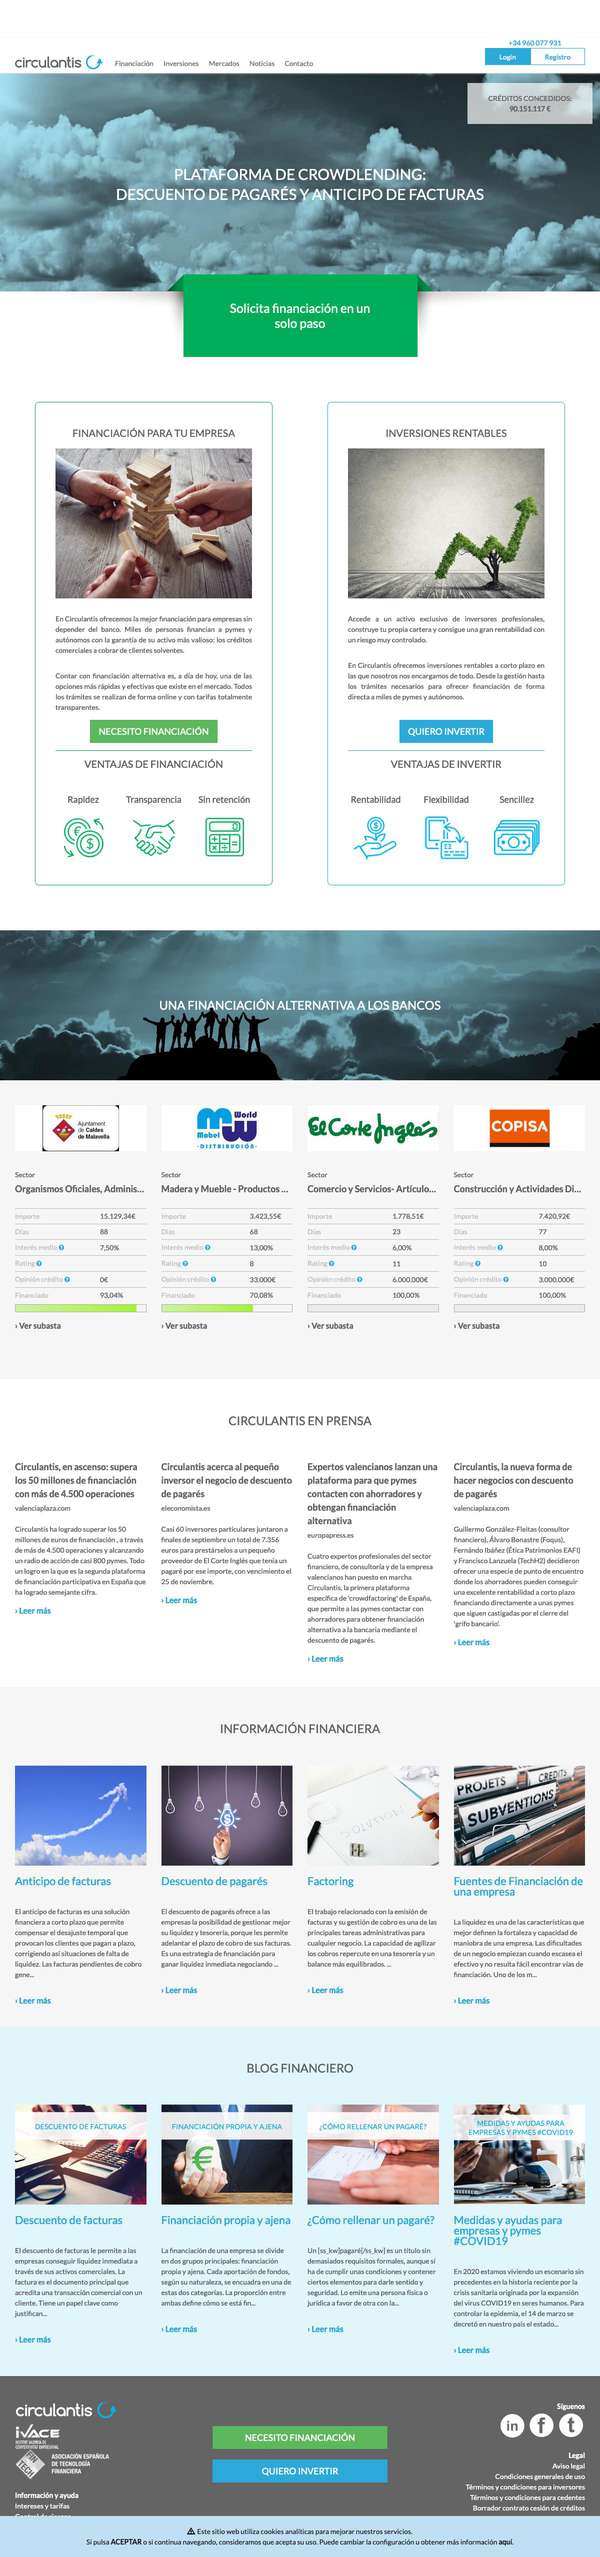 +34 960 077 931
circulantis
Financiación Inversiones Mercados Noticias Contacto
Login Registro
CRÉDITOS CONCEDIDOS:
90.151.117 €
PLATAFORMA DE CROWDLENDING:
DESCUENTO DE PAGARÉS Y ANTICIPO DE FACTURAS
Solicita financiación en un
solo paso
FINANCIACIÓN PARA TU EMPRESA
En Circulantis ofrecemos la mejor financiación para empresas sin
depender del banco. Miles de personas financian a pymes y
autónomos con la garantía de su activo más valioso: los créditos
comerciales a cobrar de clientes solventes.
Contar con financiación alternativa es, a día de hoy, una de las
opciones más rápidas y efectivas que existe en el mercado. Todos
los trámites se realizan de forma online y con tarifas totalmente
transparentes.
NECESITO FINANCIACIÓN
VENTAJAS DE FINANCIACIÓN
Rapidez Transparencia Sin retención
INVERSIONES RENTABLES
Accede a un activo exclusivo de inversores profesionales,
construye tu propia cartera y consigue una gran rentabilidad con
un riesgo muy controlado.
En Circulantis ofrecemos inversiones rentables a corto plazo en
las que nosotros nos encargamos de todo. Desde la gestión hasta
los trámites necesarios para ofrecer financiación de forma
directa a miles de pymes y autónomos.
QUIERO INVERTIR
VENTAJAS DE INVERTIR
Rentabilidad Flexibilidad Sencillez
UNA FINANCIACIÓN ALTERNATIVA A LOS BANCOS
Ajuntament
de Caldes
de Malavella
Sector
Organismos Oficiales, Adminis...
Importe 15.129,34€
Días 88
Interés medio 7,50%
Rating
Opinión crédito 0€
Financiado 93,04%
› Ver subasta
World
Mobel
DISTRIBUCIÓN
Sector
Madera y Mueble - Productos ...
Importe 3.423,55€
Días 68
Interés medio 13,00%
Rating 8
Opinión crédito 33.000€
Financiado 70,08%
› Ver subasta
El Corte Inglés
Sector
Comercio y Servicios- Artículo...
Importe 1.778,51€
Días 23
Interés medio 6,00%
Rating 11
Opinión crédito 6.000.000€
Financiado 100,00%
› Ver subasta
COPISA
Sector
Construcción y Actividades Di...
Importe 7.420,92€
Días 77
Interés medio 8,00%
Rating 10
Opinión crédito 3.000.000€
Financiado 100,00%
› Ver subasta
CIRCULANTIS EN PRENSA
Circulantis, en ascenso: supera
los 50 millones de financiación
con más de 4.500 operaciones
valenciaplaza.com
Circulantis ha logrado superar los 50
millones de euros de financiación , a través
de más de 4.500 operaciones y alcanzando
un radio de acción de casi 800 pymes. Todo
un logro en la que es la segunda plataforma
de financiación participativa en España que
ha logrado semejante cifra.
› Leer más
Circulantis acerca al pequeño
inversor el negocio de descuento
de pagarés
eleconomista.es
Casi 60 inversores particulares juntaron a
finales de septiembre un total de 7.356
euros para prestárselos a un pequeño
proveedor de El Corte Inglés que tenía un
pagaré por ese importe, con vencimiento el
25 de noviembre.
› Leer más
Expertos valencianos lanzan una
plataforma para que pymes
contacten con ahorradores y
obtengan financiación
alternativa
europapress.es
Cuatro expertos profesionales del sector
financiero, de consultoría y de la empresa
valencianos han puesto en marcha
Circulantis, la primera plataforma
específica de 'crowdfactoring' de España,
que permite a las pymes contactar con
ahorradores para obtener financiación
alternativa a la bancaria mediante el
descuento de pagarés.
› Leer más
Circulantis, la nueva forma de
hacer negocios con descuento
de pagarés
valenciaplaza.com
Guillermo González-Fleitas (consultor
financiero), Álvaro Bonastre (Foqus),
Fernándo Ibáñez (Ética Patrimonios EAFI)
y Francisco Lanzuela (TechH2) decidieron
ofrecer una especie de punto de encuentro
donde los ahorradores pueden conseguir
una excelente rentabilidad a corto plazo
financiando directamente a unas pymes
que siguen castigadas por el cierre del
'grifo bancario'.
› Leer más
INFORMACIÓN FINANCIERA
Anticipo de facturas
El anticipo de facturas es una solución
financiera a corto plazo que permite
compensar el desajuste temporal que
provocan los clientes que pagan a plazo,
corrigiendo así situaciones de falta de
liquidez. Las facturas pendientes de cobro
gene...
› Leer más
Descuento de pagarés
El descuento de pagarés ofrece a las
empresas la posibilidad de gestionar mejor
su liquidez y tesorería, porque les permite
adelantar el plazo de cobro de sus facturas.
Es una estrategia de financiación para
ganar liquidez inmediata negociando ...
› Leer más
Factoring
El trabajo relacionado con la emisión de
facturas y su gestión de cobro es una de las
principales tareas administrativas para
cualquier negocio. La capacidad de agilizar
los cobros repercute en una tesorería y un
balance más equilibrados. ...
› Leer más
PROJETS CREDITS
SUBVENTIONS
Fuentes de Financiación de
una empresa
La liquidez es una de las características que
mejor definen la fortaleza y capacidad de
maniobra de una empresa. Las dificultades
de un negocio empiezan cuando escasea el
efectivo y no resulta fácil encontrar vías de
financiación. Uno de los m...
› Leer más
BLOG FINANCIERO
DESCUENTO DE FACTURAS
Descuento de facturas
El descuento de facturas le permite a las
empresas conseguir liquidez inmediata a
través de sus activos comerciales. La
factura es el documento principal que
acredita una transacción comercial con un
cliente. Tiene un papel clave como
justifican...
› Leer más
FINANCIACIÓN PROPIA Y AJENA
Financiación propia y ajena
La financiación de una empresa se divide
en dos grupos principales: financiación
propia y ajena. Cada aportación de fondos,
según su naturaleza, se encuadra en una de
estas dos categorías. La proporción entre
ambas define cómo se está fin...
› Leer más
¿CÓMO RELLENAR UN PAGARÉ?
¿Cómo rellenar un pagaré?
Un [ss_kw]pagaré[/ss_kw] es un título sin
demasiados requisitos formales, aunque sí
ha de cumplir unas condiciones y contener
ciertos elementos para darle sentido y
seguridad. Lo emite una persona física o
jurídica a favor de otra con la...
› Leer más
MEDIDAS Y AYUDAS PARA
EMPRESAS Y PYMES #COVID19
Medidas y ayudas para
empresas y pymes
#COVID19
En 2020 estamos viviendo un escenario sin
precedentes en la historia reciente por la
crisis sanitaria originada por la expansión
del virus COVID19 en seres humanos. Para
controlar la epidemia, el 14 de marzo se
decretó en nuestro país el estado...
› Leer más
circulantis
IVACE
ASOCIACIÓN ESPAÑOLA
DE TECNOLOGÍA
FINANCIERA
Información y ayuda
Intereses y tarifas
NECESITO FINANCIACIÓN
QUIERO INVERTIR
Síguenos
Legal
Aviso legal
Condiciones generales de uso
Términos y condiciones para inversores
Términos y condiciones para cedentes
Borrador contrato cesión de créditos
Este sitio web utiliza cookies analíticas para mejorar nuestros servicios.
Si pulsa ACEPTAR o si continua navegando, consideramos que acepta su uso. Puede cambiar la configuración u obtener más información aquí.